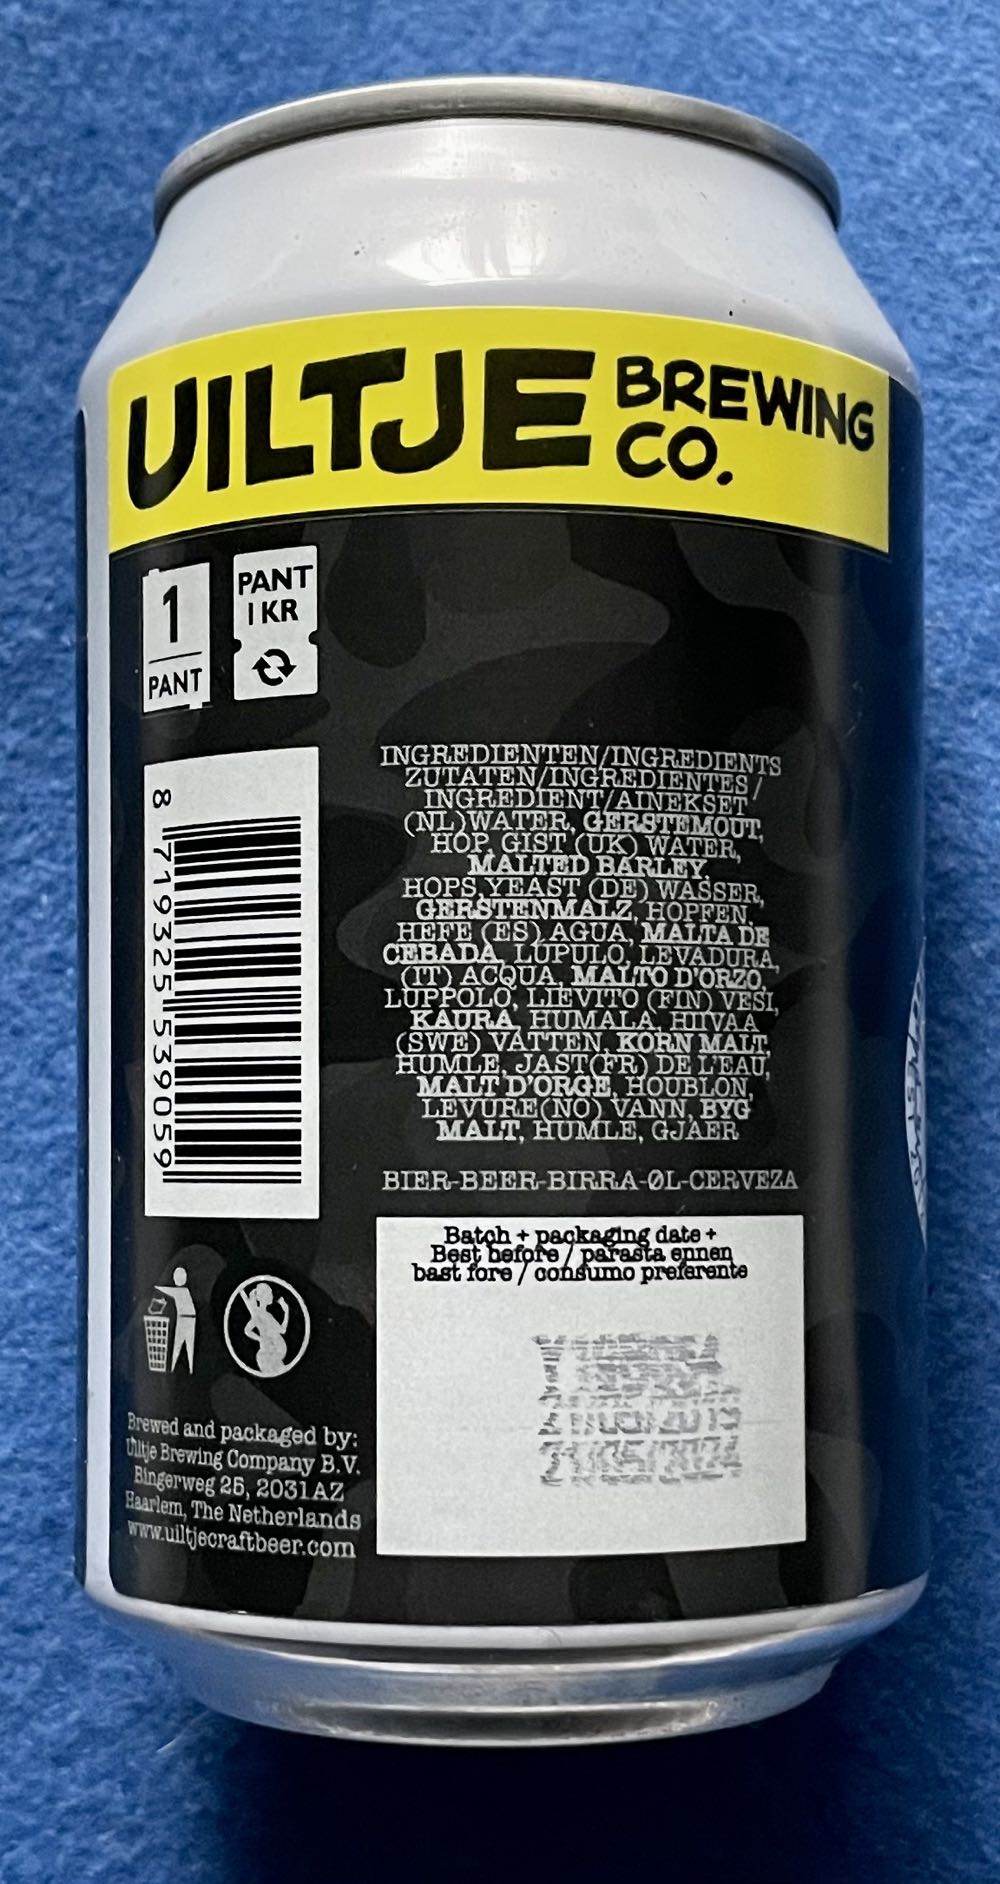 UILTJE BREWING
CO.
1
PANT
PANT
1 KR
8 719325 539059
INGREDIENTEN/INGREDIENTS
ZUTATEN/INGREDIENTES/
INGREDIENT/AINEKSET
(NL)WATER, GERSTEMOUT,
HOP, GIST (UK) WATER,
MALTED BARLEY,
HOPS,YEAST (DE) WASSER,
GERSTENMALZ, HOPFEN,
HEFE (ES) AGUA, MALTA DE
CEBADA, LUPULO, LEVADURA,
(IT) ACQUA, MALTO D'ORZO,
LUPPOLO, LIEVITO (FIN) VESI,
KAURA, HUMALA, HIIVAA
(SWE) VATTEN, KORN MALT,
HUMLE, JAST(FR) DE L'EAU,
MALT D'ORGE, HOUBLON,
LEVURE(NO) VANN, BYG
MALT, HUMLE, GJAER
BIER-BEER-BIRRA-ØL-CERVEZA
Batch + packaging date +
Best before / parasta ennen
bast fore / consumo preferente
Brewed and packaged by:
Uiltje Brewing Company B.V.
Bingerweg 25, 2031AZ
Haarlem, The Netherlands
www.uiltjecraftbeer.com